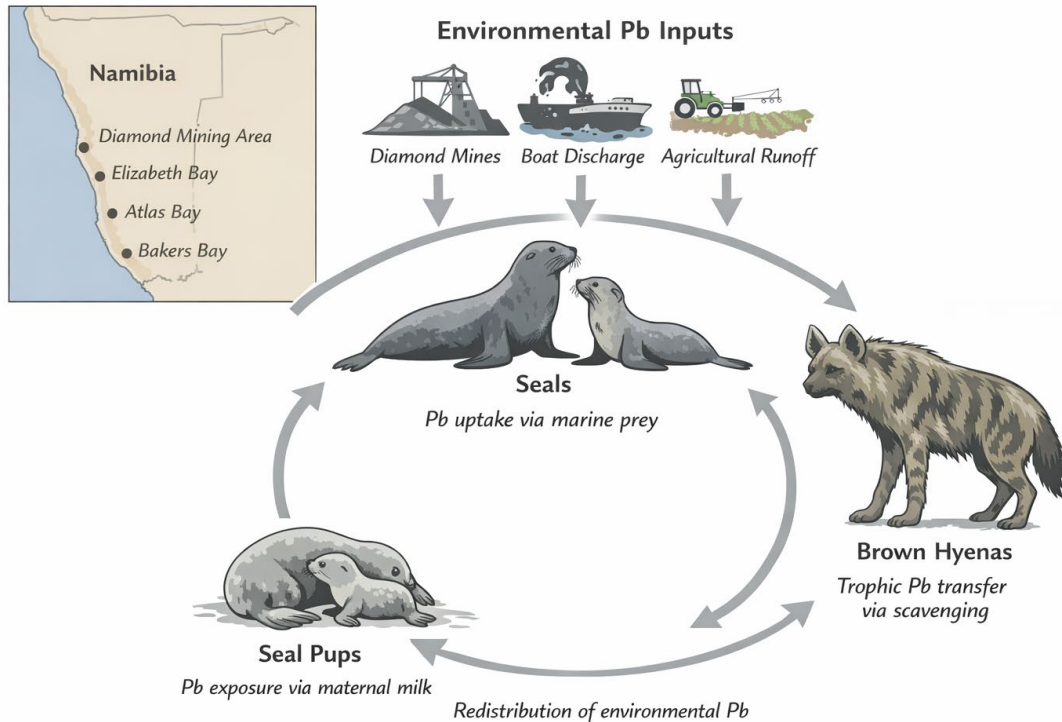 Namibia
Diamond Mining Area
Elizabeth Bay
Atlas Bay
Bakers Bay
Environmental Pb Inputs
Diamond Mines
Boat Discharge
Agricultural Runoff
Seals
Pb uptake via marine prey
Brown Hyenas
Trophic Pb transfer
via scavenging
Seal Pups
Pb exposure via maternal milk
Redistribution of environmental Pb